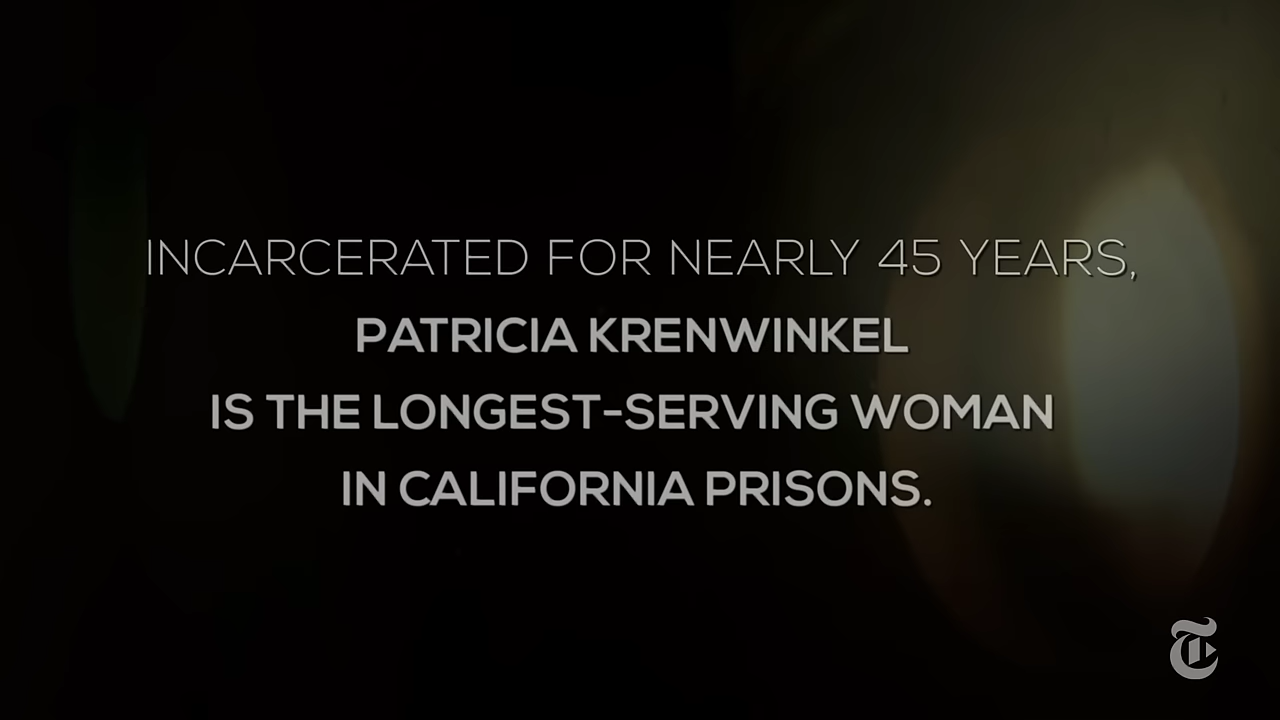 INCARCERATED FOR NEARLY 45 YEARS,
PATRICIA KRENWINKEL
IS THE LONGEST-SERVING WOMAN
IN CALIFORNIA PRISONS.
T